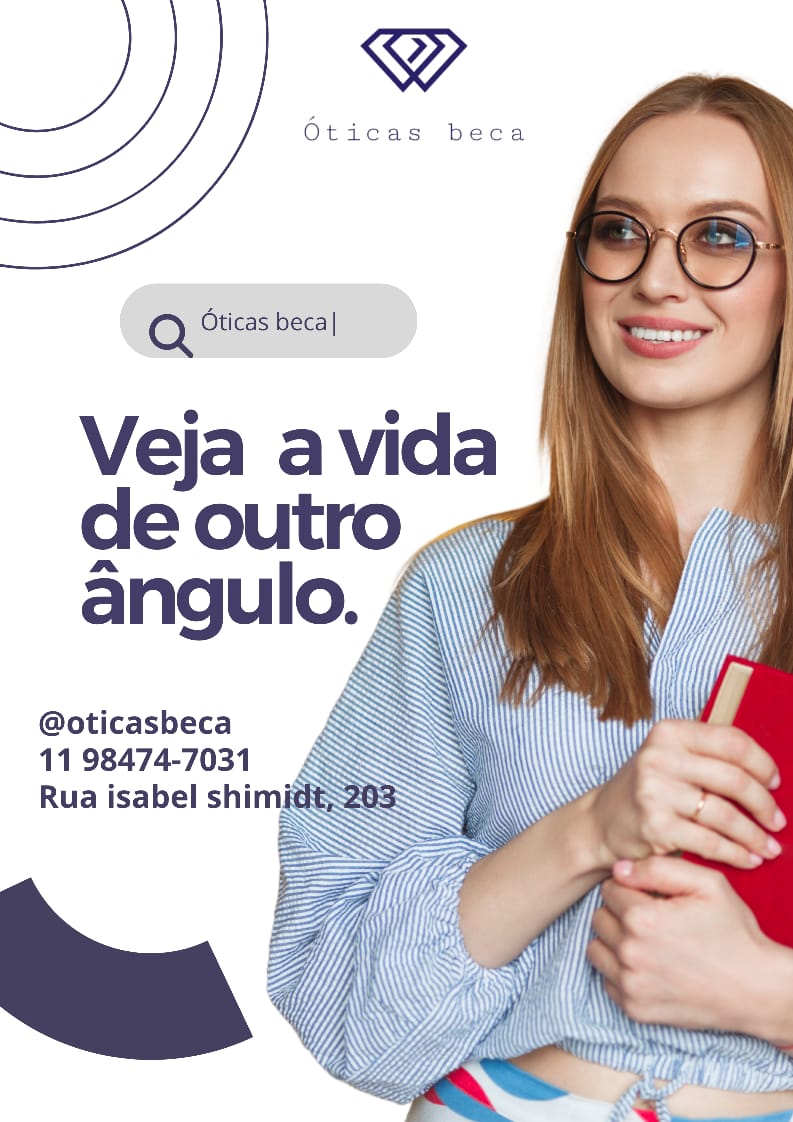 Óticas beca
Óticas beca|
Veja a vida
de outro
ângulo.
@oticasbeca
11 98474-7031
Rua isabel shimidt, 203